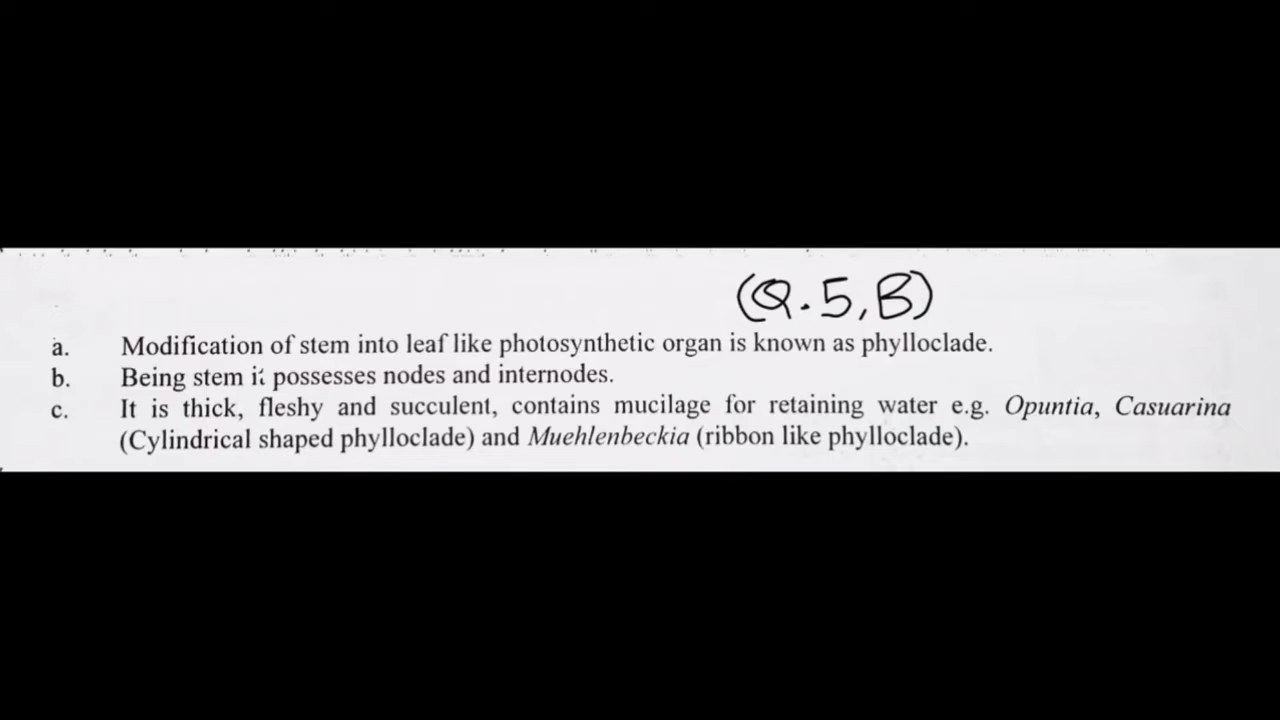 (Q.5,B)
a. Modification of stem into leaf like photosynthetic organ is known as phylloclade.
b. Being stem it possesses nodes and internodes.
c. It is thick, fleshy and succulent, contains mucilage for retaining water e.g. Opuntia, Casuarina
(Cylindrical shaped phylloclade) and Muehlenbeckia (ribbon like phylloclade).